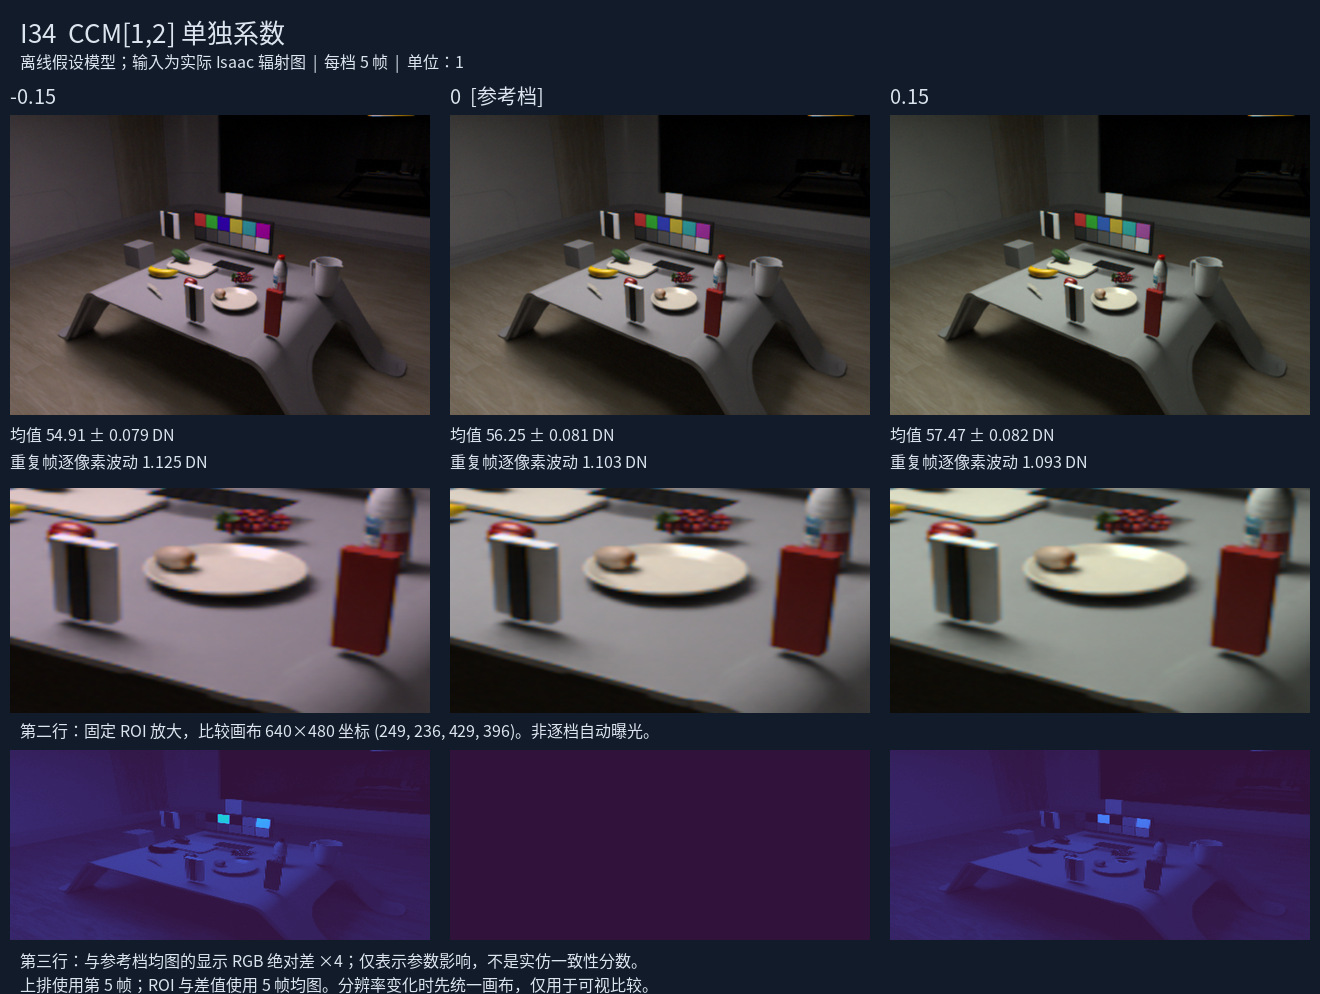 I34 CCM[1,2] 单独系数
离线假设模型；输入为实际 Isaac 辐射图 | 每档 5 帧 | 单位：1
-0.15
0 [参考档]
0.15
均值 54.91 ± 0.079 DN
重复帧逐像素波动 1.125 DN
均值 56.25 ± 0.081 DN
重复帧逐像素波动 1.103 DN
均值 57.47 ± 0.082 DN
重复帧逐像素波动 1.093 DN
第二行：固定 ROI 放大，比较画布 640×480 坐标 (249, 236, 429, 396)。非逐档自动曝光。
第三行：与参考档均图的显示 RGB 绝对差 ×4；仅表示参数影响，不是实仿一致性分数。
上排使用第 5 帧；ROI 与差值使用 5 帧均图。分辨率变化时先统一画布，仅用于可视比较。